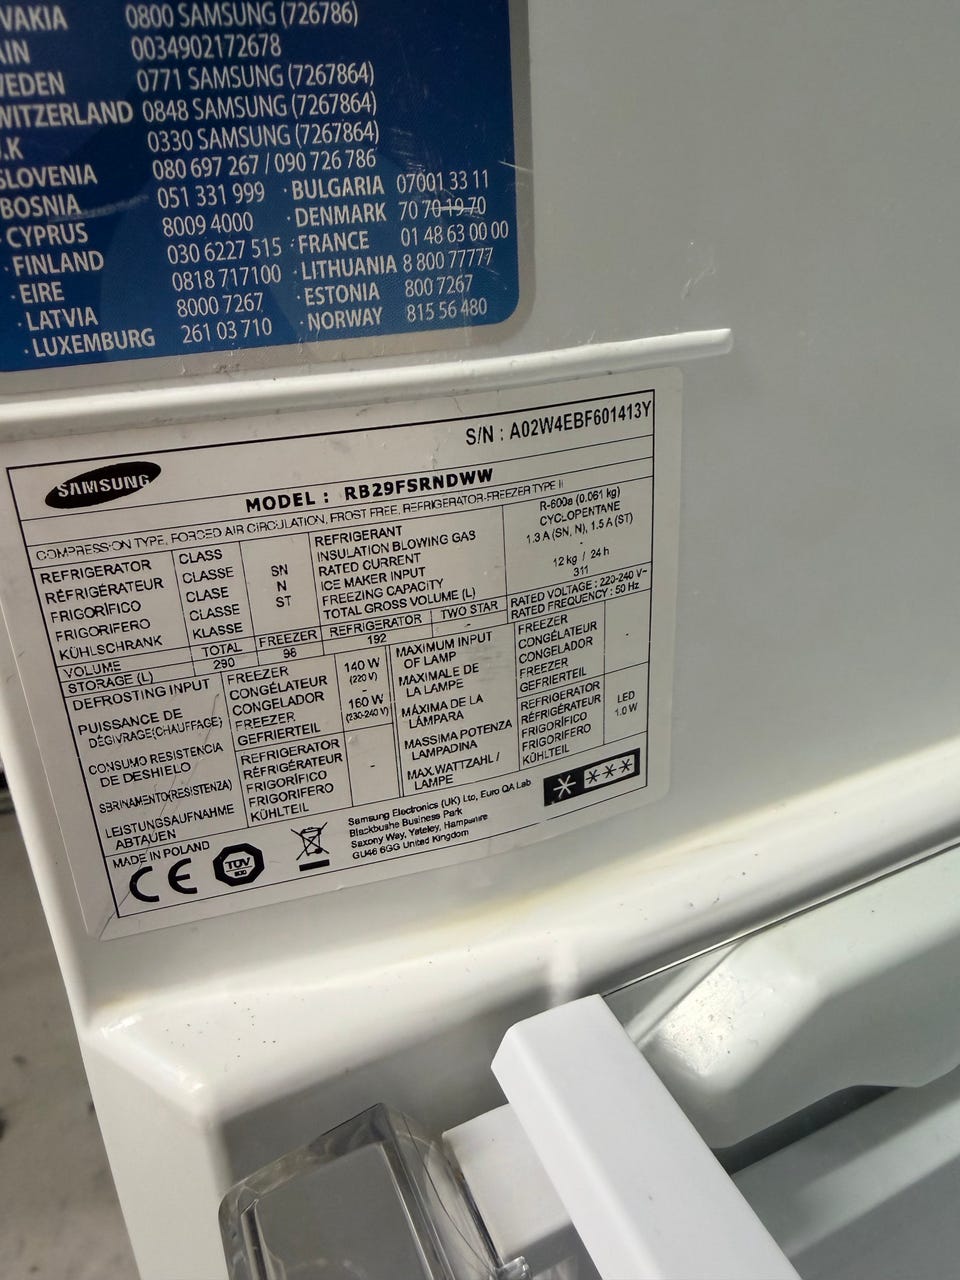 VAKIA 0800 SAMSUNG (726786)
AIN 0034902172678
WEDEN 0771 SAMSUNG (7267864)
WITZERLAND 0848 SAMSUNG (7267864)
.K 0330 SAMSUNG (7267864)
SLOVENIA 080 697 267 / 090 726 786
BOSNIA 051 331 999 · BULGARIA 07001 33 11
· CYPRUS 8009 4000 · DENMARK 70 70 19 70
· FINLAND 030 6227 515 · FRANCE 01 48 63 00 00
· EIRE 0818 717100 · LITHUANIA 8 800 77777
· LATVIA 8000 7267 · ESTONIA 800 7267
· LUXEMBURG 261 03 710 · NORWAY 815 56 480
S/N : A02W4EBF601413Y
SAMSUNG
MODEL : RB29FSRNDWW
COMPRESSION TYPE, FORCED AIR CIRCULATION, FROST FREE, REFRIGERATOR-FREEZER TYPE II
REFRIGERATOR CLASS
RÉFRIGÉRATEUR CLASSE
FRIGORÍFICO CLASE
FRIGORIFERO CLASSE
KÜHLSCHRANK KLASSE
SN
N
ST
REFRIGERANT R-600a (0.061 kg)
INSULATION BLOWING GAS CYCLOPENTANE
RATED CURRENT 1.3 A (SN, N), 1.5 A (ST)
ICE MAKER INPUT -
FREEZING CAPACITY 12 kg / 24 h
TOTAL GROSS VOLUME (L) 311
VOLUME TOTAL FREEZER REFRIGERATOR TWO STAR
STORAGE (L) 290 98 192 -
RATED VOLTAGE : 220-240 V~
RATED FREQUENCY : 50 Hz
DEFROSTING INPUT
PUISSANCE DE
DÉGIVRAGE(CHAUFFAGE)
CONSUMO RESISTENCIA
DE DESHIELO
SBRINAMENTO(RESISTENZA)
LEISTUNGSAUFNAHME
ABTAUEN
FREEZER
CONGÉLATEUR
CONGELADOR
FREEZER
GEFRIERTEIL
140 W
(220 V)
-
160 W
(230-240 V)
REFRIGERATOR
RÉFRIGÉRATEUR
FRIGORÍFICO
FRIGORIFERO
KÜHLTEIL
-
MAXIMUM INPUT
OF LAMP
MAXIMALE DE
LA LAMPE
MÁXIMA DE LA
LÁMPARA
MASSIMA POTENZA
LAMPADINA
MAX.WATTZAHL /
LAMPE
FREEZER
CONGÉLATEUR
CONGELADOR
FREEZER
GEFRIERTEIL
-
REFRIGERATOR
RÉFRIGÉRATEUR
FRIGORÍFICO
FRIGORIFERO
KÜHLTEIL
LED
1.0 W
MADE IN POLAND
CE
TÜV
Samsung Electronics (UK) Ltd, Euro QA Lab
Blackbushe Business Park
Saxony Way, Yateley, Hampshire
GU46 6GG United Kingdom